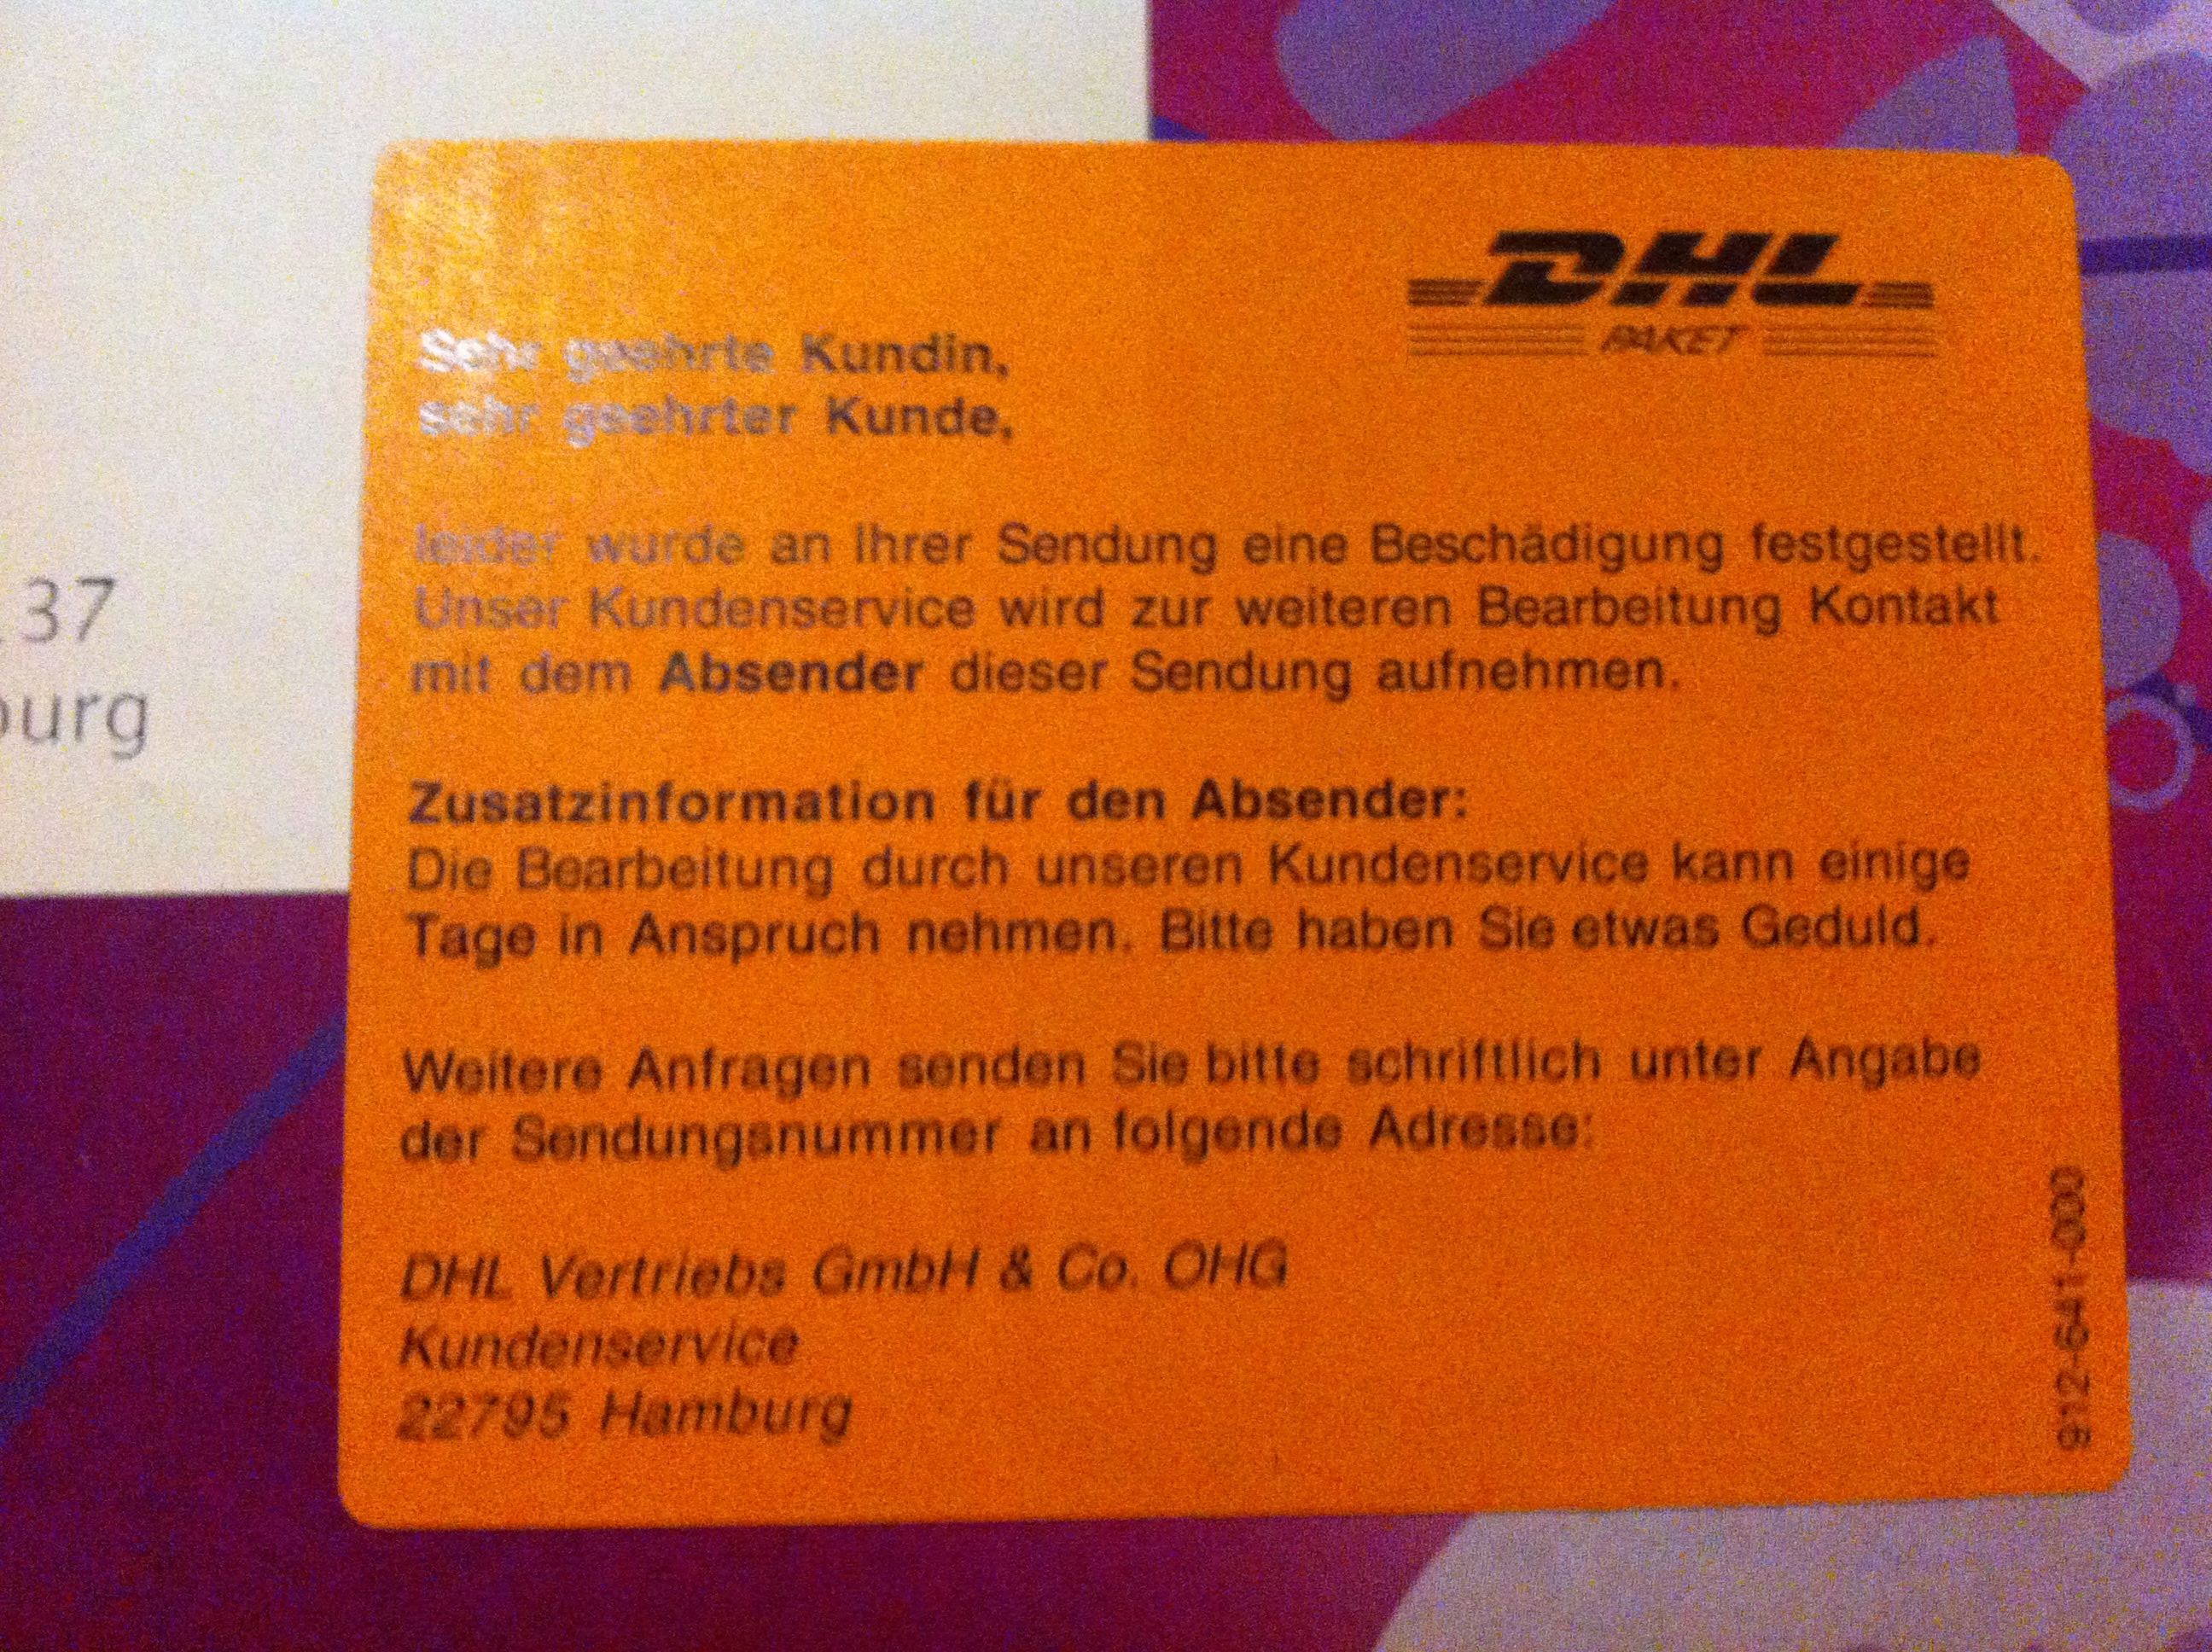 37
burg
DHL
PAKET
Sehr geehrte Kundin,
sehr geehrter Kunde,
leider wurde an Ihrer Sendung eine Beschädigung festgestellt.
Unser Kundenservice wird zur weiteren Bearbeitung Kontakt
mit dem Absender dieser Sendung aufnehmen.
Zusatzinformation für den Absender:
Die Bearbeitung durch unseren Kundenservice kann einige
Tage in Anspruch nehmen. Bitte haben Sie etwas Geduld.
Weitere Anfragen senden Sie bitte schriftlich unter Angabe
der Sendungsnummer an folgende Adresse:
DHL Vertriebs GmbH & Co. OHG
Kundenservice
22795 Hamburg
912-641-000